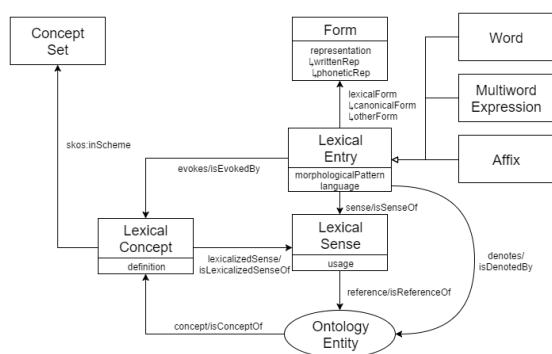 Concept
Set
Form
representation
↳writtenRep
↳phoneticRep
Word
lexicalForm
↳canonicalForm
↳otherForm
Multiword
Expression
skos:inScheme
Lexical
Entry
morphologicalPattern
language
Affix
evokes/isEvokedBy
sense/isSenseOf
Lexical
Concept
definition
lexicalizedSense/
isLexicalizedSenseOf
Lexical
Sense
usage
denotes/
isDenotedBy
reference/isReferenceOf
concept/isConceptOf
Ontology
Entity